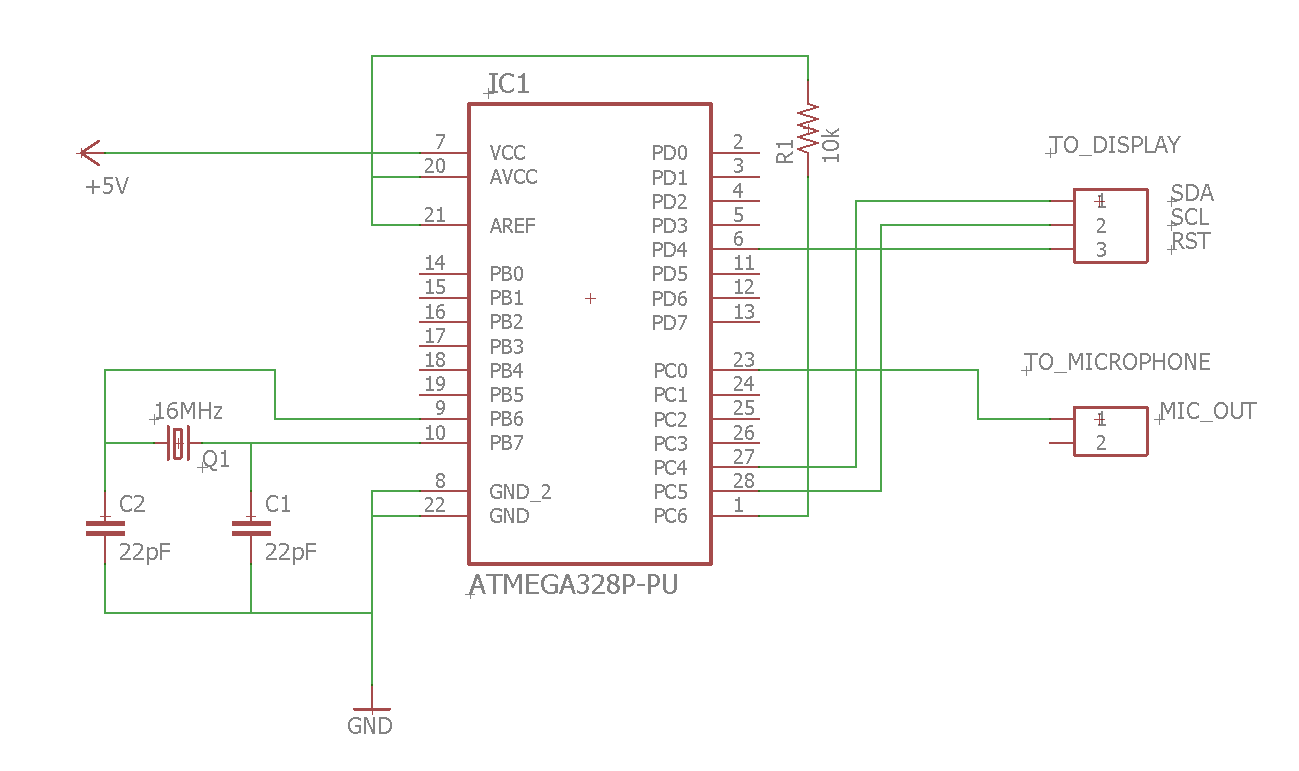 IC1
7 VCC PD0 2
20 AVCC PD1 3
PD2 4
21 AREF PD3 5
PD4 6
14 PB0 PD5 11
15 PB1 PD6 12
16 PB2 PD7 13
17 PB3
18 PB4 PC0 23
19 PB5 PC1 24
9 PB6 PC2 25
10 PB7 PC3 26
PC4 27
8 GND_2 PC5 28
22 GND PC6 1
ATMEGA328P-PU
+5V
R1
10k
TO_DISPLAY
1 SDA
2 SCL
3 RST
TO_MICROPHONE
1 MIC_OUT
2
16MHz
Q1
C2
22pF
C1
22pF
GND